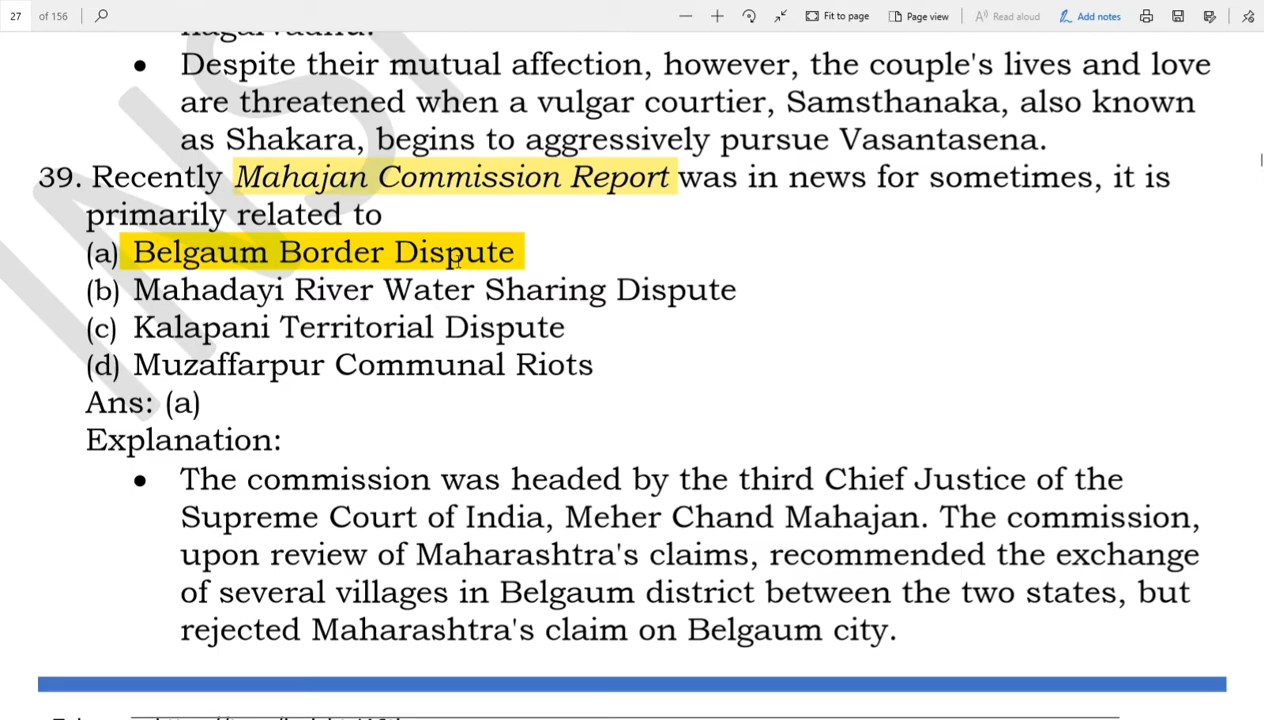 27 of 156 Fit to page Page view Read aloud Add notes
nagarvadhu.
• Despite their mutual affection, however, the couple's lives and love
are threatened when a vulgar courtier, Samsthanaka, also known
as Shakara, begins to aggressively pursue Vasantasena.
39. Recently Mahajan Commission Report was in news for sometimes, it is
primarily related to
(a) Belgaum Border Dispute
(b) Mahadayi River Water Sharing Dispute
(c) Kalapani Territorial Dispute
(d) Muzaffarpur Communal Riots
Ans: (a)
Explanation:
• The commission was headed by the third Chief Justice of the
Supreme Court of India, Meher Chand Mahajan. The commission,
upon review of Maharashtra's claims, recommended the exchange
of several villages in Belgaum district between the two states, but
rejected Maharashtra's claim on Belgaum city.